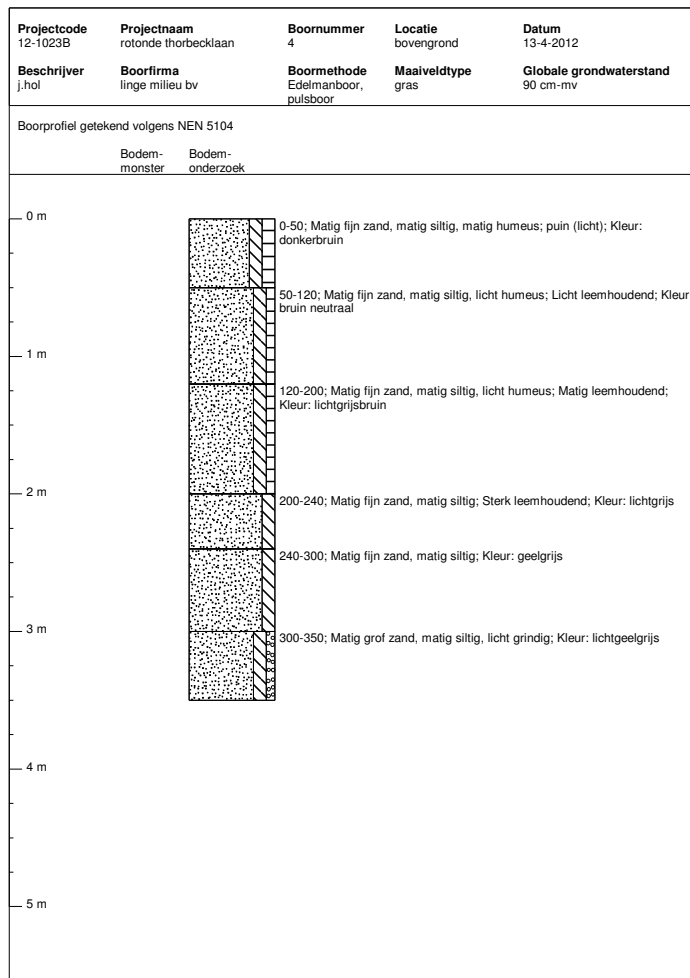 Projectcode Projectnaam Boornummer Locatie Datum
12-1023B rotonde thorbecklaan 4 bovengrond 13-4-2012
Beschrijver Boorfirma Boormethode Maaiveldtype Globale grondwaterstand
j.hol linge milieu bv Edelmanboor, gras 90 cm-mv
pulsboor
Boorprofiel getekend volgens NEN 5104
Bodem- Bodem-
monster onderzoek
0 m
0-50; Matig fijn zand, matig siltig, matig humeus; puin (licht); Kleur:
donkerbruin
50-120; Matig fijn zand, matig siltig, licht humeus; Licht leemhoudend; Kleur
bruin neutraal
1 m
120-200; Matig fijn zand, matig siltig, licht humeus; Matig leemhoudend;
Kleur: lichtgrijsbruin
2 m
200-240; Matig fijn zand, matig siltig; Sterk leemhoudend; Kleur: lichtgrijs
240-300; Matig fijn zand, matig siltig; Kleur: geelgrijs
3 m
300-350; Matig grof zand, matig siltig, licht grindig; Kleur: lichtgeelgrijs
4 m
5 m